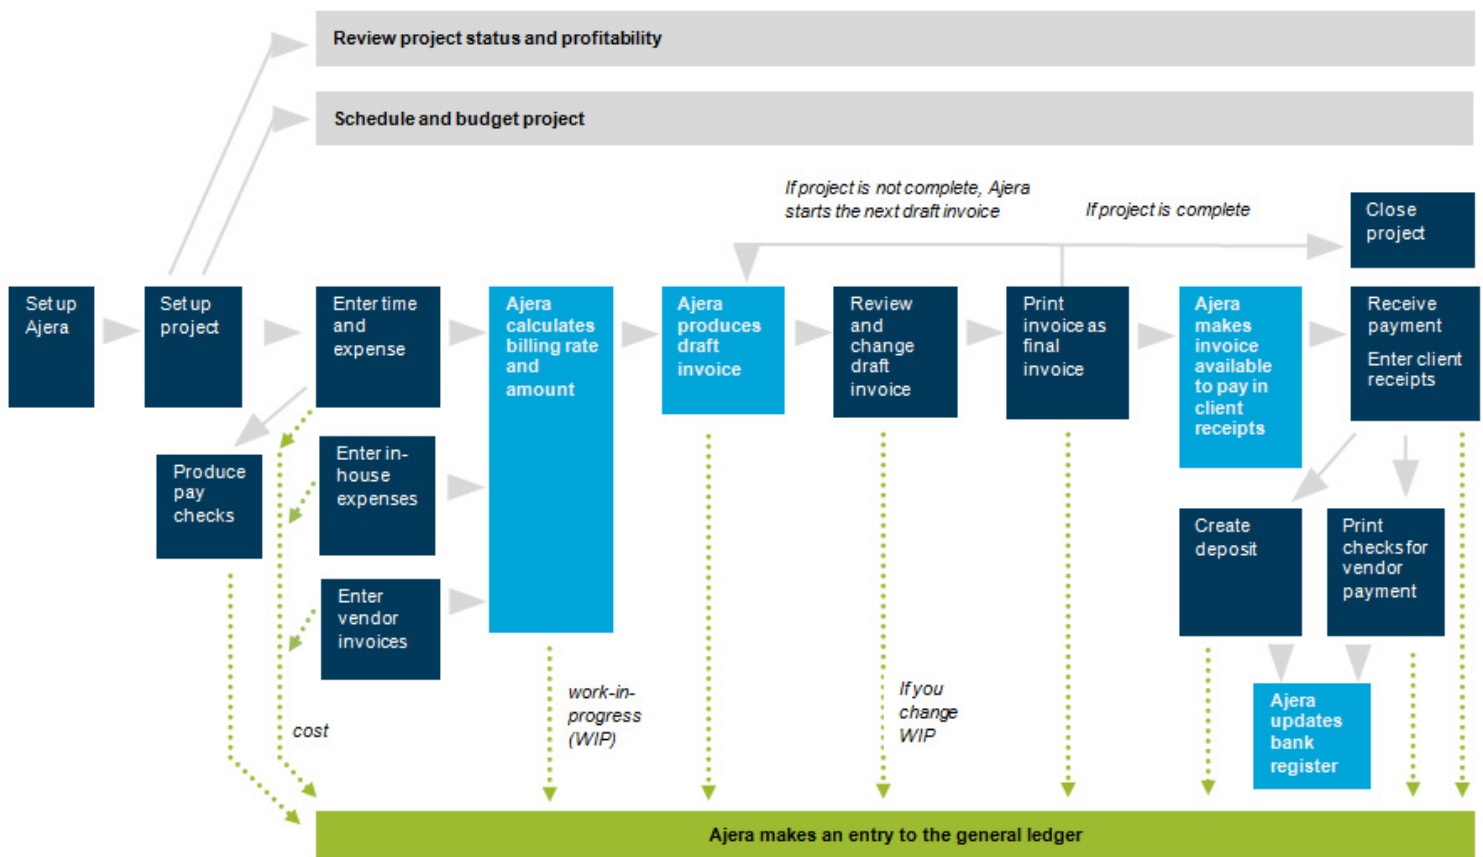 Review project status and profitability
Schedule and budget project
If project is not complete, Ajera
starts the next draft invoice
If project is complete
Close
project
Set up
Ajera
Set up
project
Enter time
and
expense
Ajera
calculates
billing rate
and
amount
Ajera
produces
draft
invoice
Review
and
change
draft
invoice
Print
invoice as
final
invoice
Ajera
makes
invoice
available
to pay in
client
receipts
Receive
payment
Enter client
receipts
Produce
pay
checks
Enter in-
house
expenses
Enter
vendor
invoices
Create
deposit
Print
checks for
vendor
payment
cost
work-in-
progress
(WIP)
If you
change
WIP
Ajera
updates
bank
register
Ajera makes an entry to the general ledger